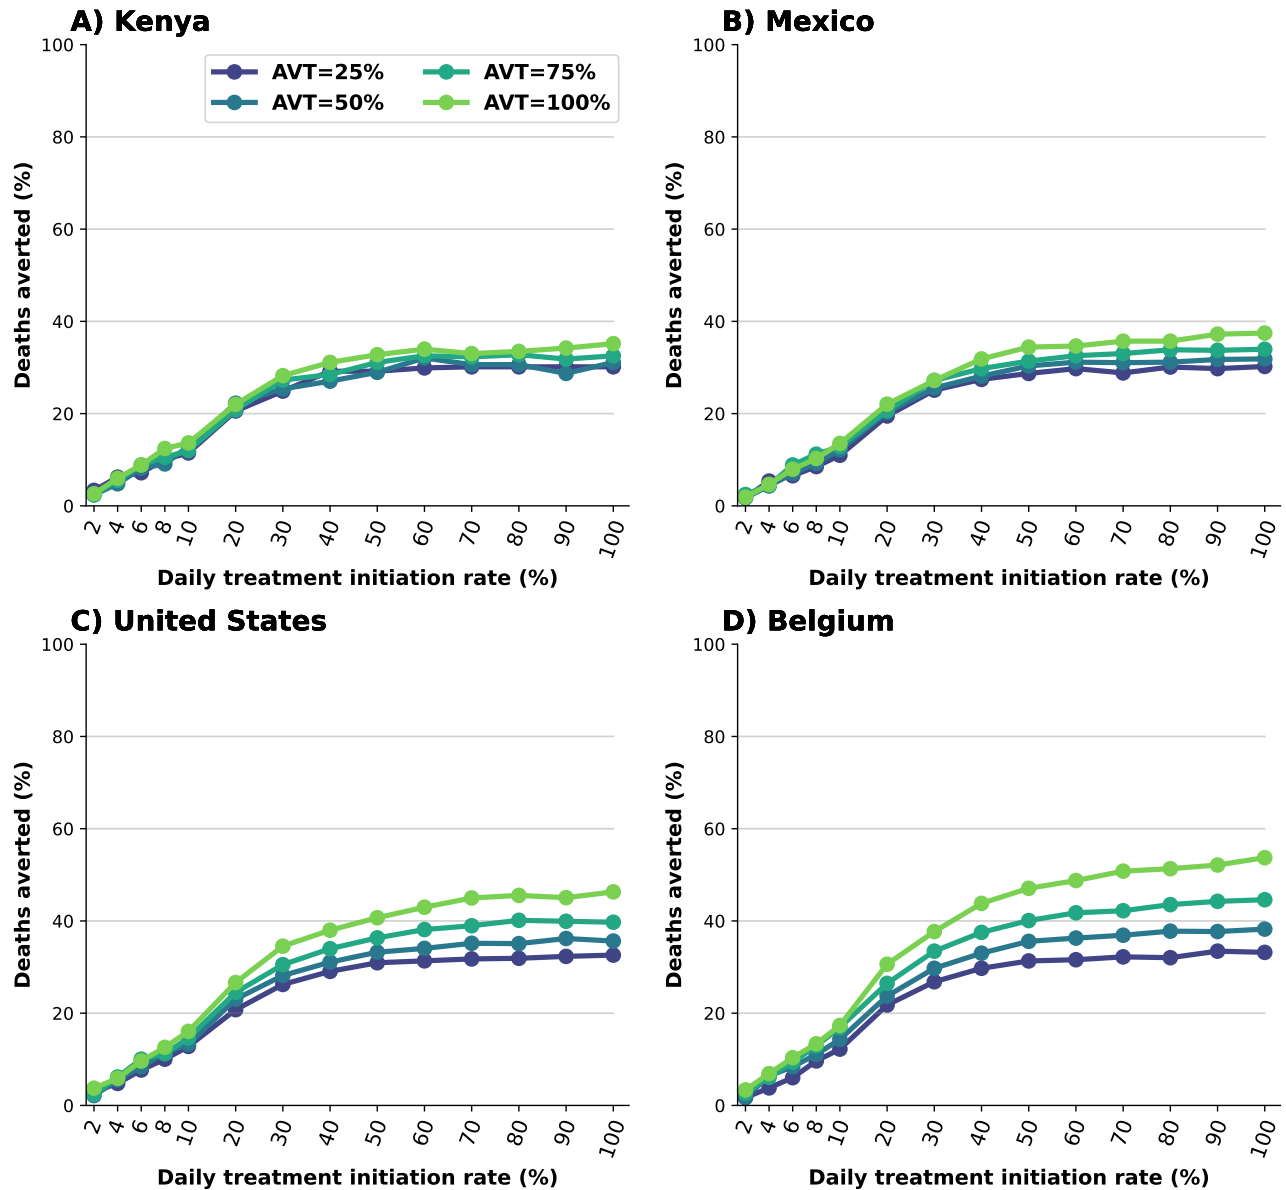 A) Kenya
100
80
60
40
20
0
Deaths averted (%)
AVT=25%
AVT=50%
AVT=75%
AVT=100%
2 4 6 8 10 20 30 40 50 60 70 80 90 100
Daily treatment initiation rate (%)
B) Mexico
100
80
60
40
20
0
Deaths averted (%)
2 4 6 8 10 20 30 40 50 60 70 80 90 100
Daily treatment initiation rate (%)
C) United States
100
80
60
40
20
0
Deaths averted (%)
2 4 6 8 10 20 30 40 50 60 70 80 90 100
Daily treatment initiation rate (%)
D) Belgium
100
80
60
40
20
0
Deaths averted (%)
2 4 6 8 10 20 30 40 50 60 70 80 90 100
Daily treatment initiation rate (%)